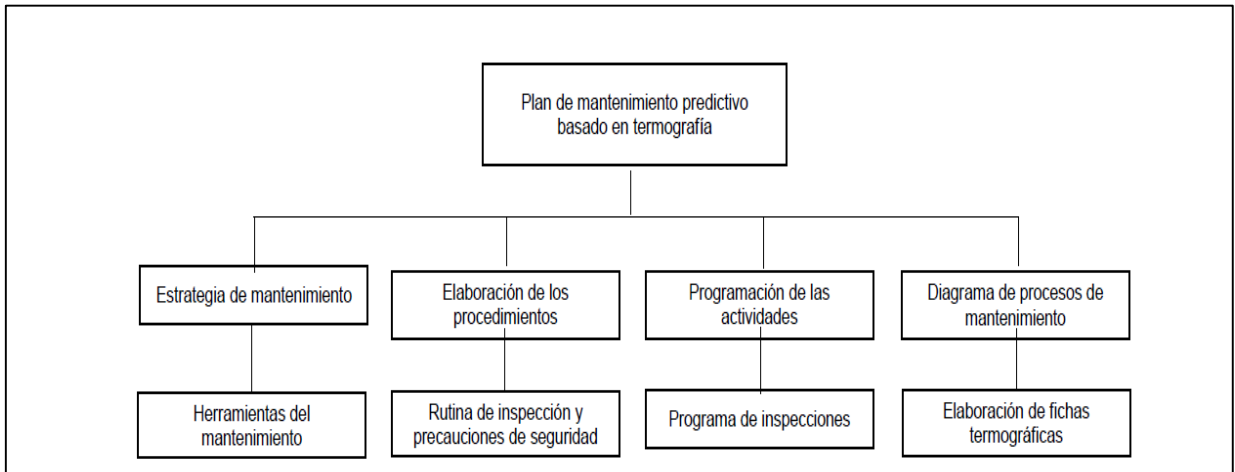 Plan de mantenimiento predictivo
basado en termografía
Estrategia de mantenimiento
Elaboración de los
procedimientos
Programación de las
actividades
Diagrama de procesos de
mantenimiento
Herramientas del
mantenimiento
Rutina de inspección y
precauciones de seguridad
Programa de inspecciones
Elaboración de fichas
termográficas